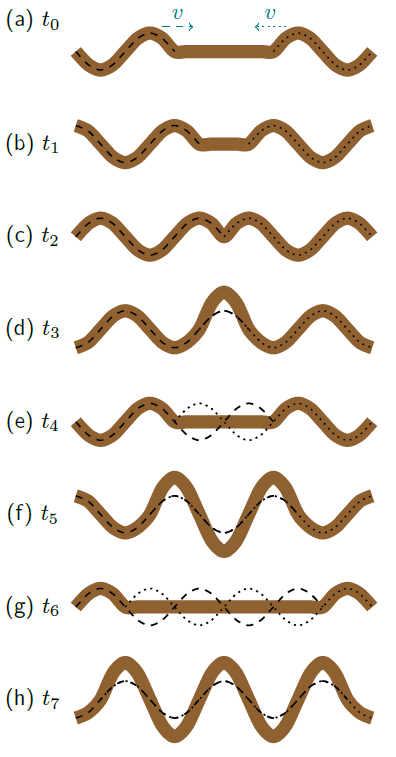 v v
(a) t₀
(b) t₁
(c) t₂
(d) t₃
(e) t₄
(f) t₅
(g) t₆
(h) t₇